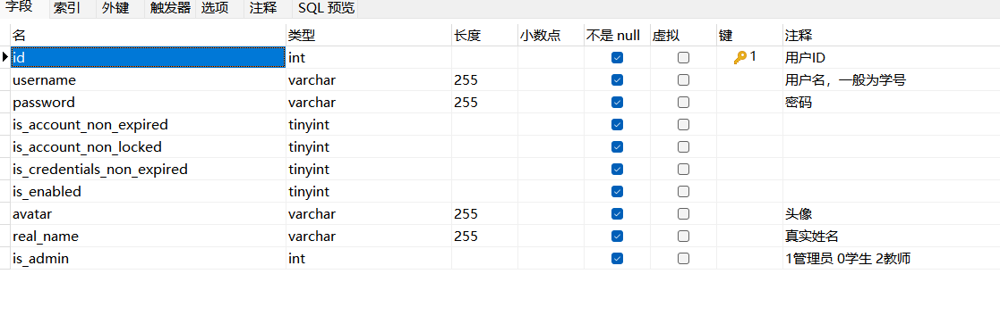 字段 索引 外键 触发器 选项 注释 SQL 预览
名 类型 长度 小数点 不是 null 虚拟 键 注释
id int 1 用户ID
username varchar 255 用户名，一般为学号
password varchar 255 密码
is_account_non_expired tinyint
is_account_non_locked tinyint
is_credentials_non_expired tinyint
is_enabled tinyint
avatar varchar 255 头像
real_name varchar 255 真实姓名
is_admin int 1管理员 0学生 2教师